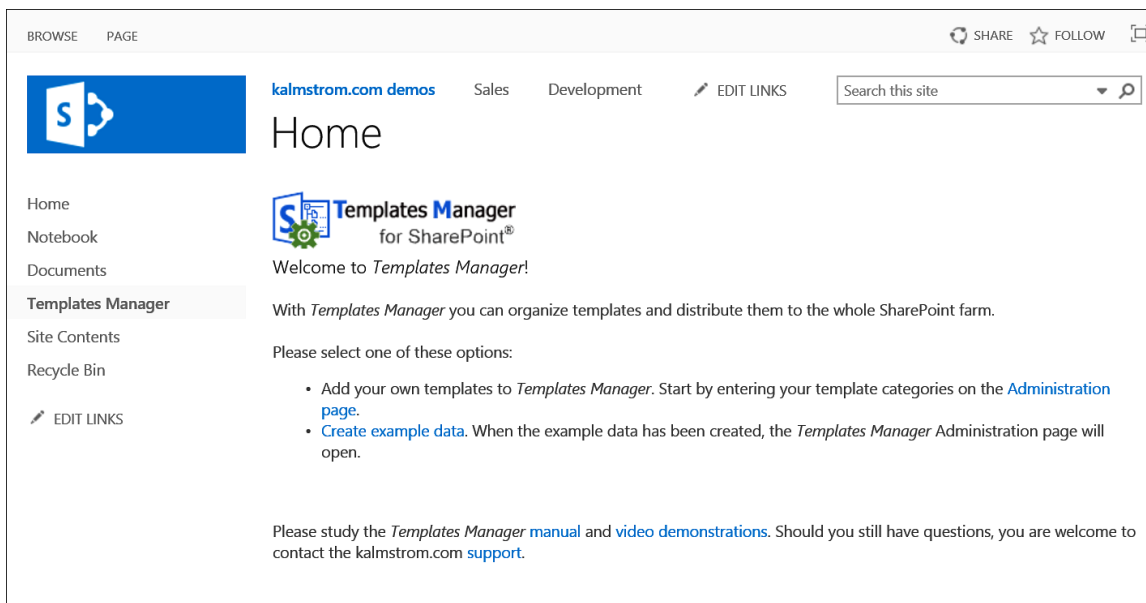 BROWSE PAGE SHARE FOLLOW
S
kalmstrom.com demos Sales Development EDIT LINKS Search this site
Home
Home
Notebook
Documents
Templates Manager
Site Contents
Recycle Bin
EDIT LINKS
S Templates Manager
for SharePoint®
Welcome to Templates Manager!
With Templates Manager you can organize templates and distribute them to the whole SharePoint farm.
Please select one of these options:
• Add your own templates to Templates Manager. Start by entering your template categories on the Administration
page.
• Create example data. When the example data has been created, the Templates Manager Administration page will
open.
Please study the Templates Manager manual and video demonstrations. Should you still have questions, you are welcome to
contact the kalmstrom.com support.